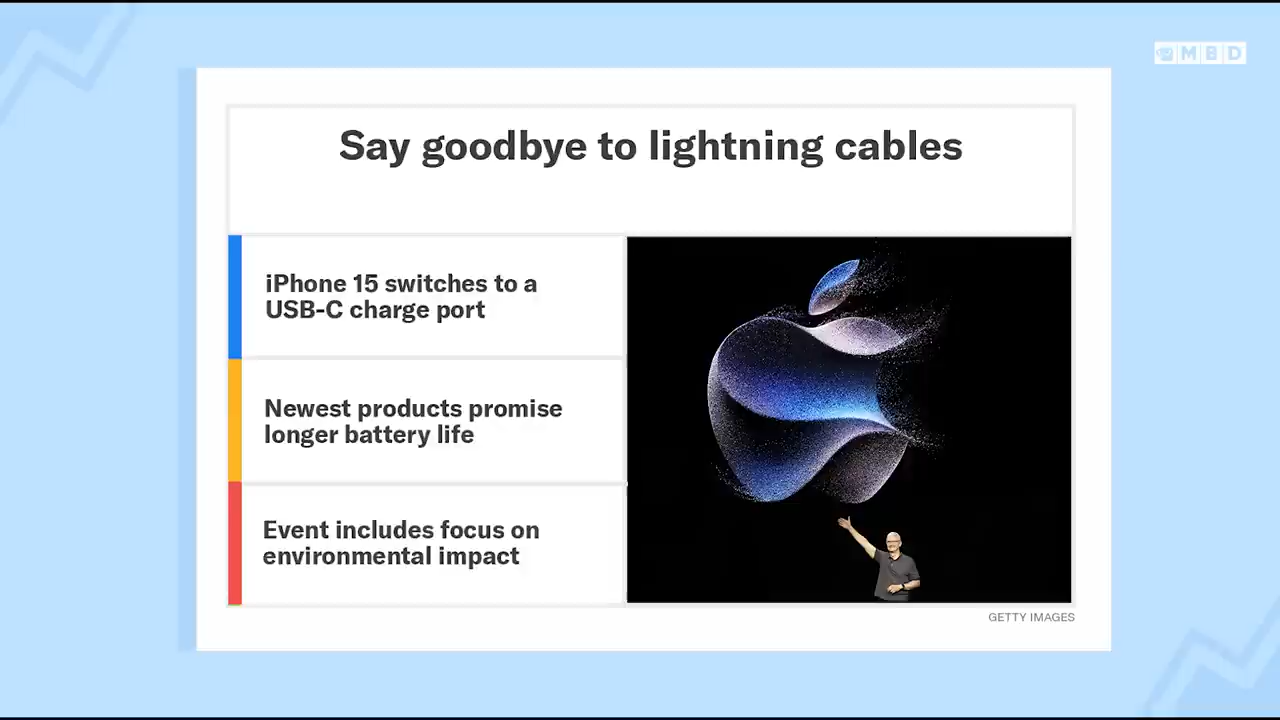 MBD
Say goodbye to lightning cables
iPhone 15 switches to a
USB-C charge port
Newest products promise
longer battery life
Event includes focus on
environmental impact
GETTY IMAGES